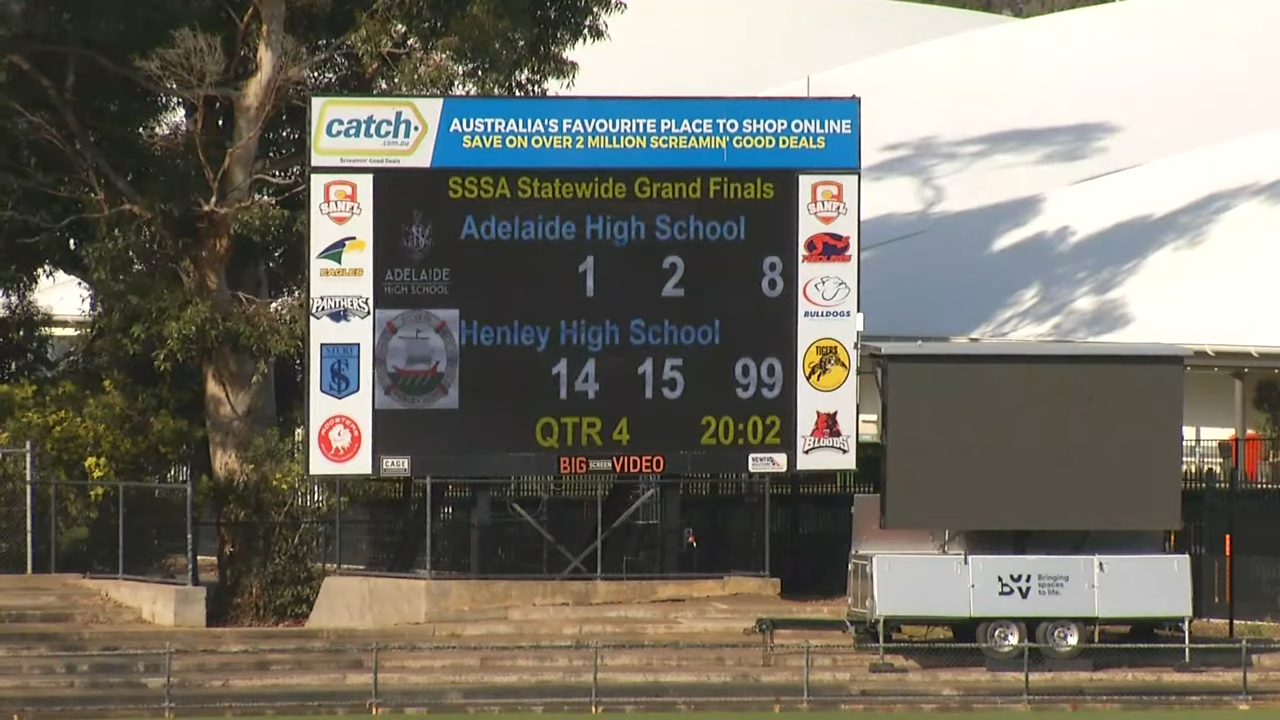 catch.
.com.au
Screamin' Good Deals
AUSTRALIA'S FAVOURITE PLACE TO SHOP ONLINE
SAVE ON OVER 2 MILLION SCREAMIN' GOOD DEALS
SANFL
EAGLES
PANTHERS
STURT
ROOSTERS
SSSA Statewide Grand Finals
Adelaide High School
1 2 8
ADELAIDE
HIGH SCHOOL
Henley High School
14 15 99
QTR 4 20:02
SANFL
REDLEGS
BULLDOGS
TIGERS
BLOODS
CAGE
BIG SCREEN VIDEO
Bringing
spaces
to life.